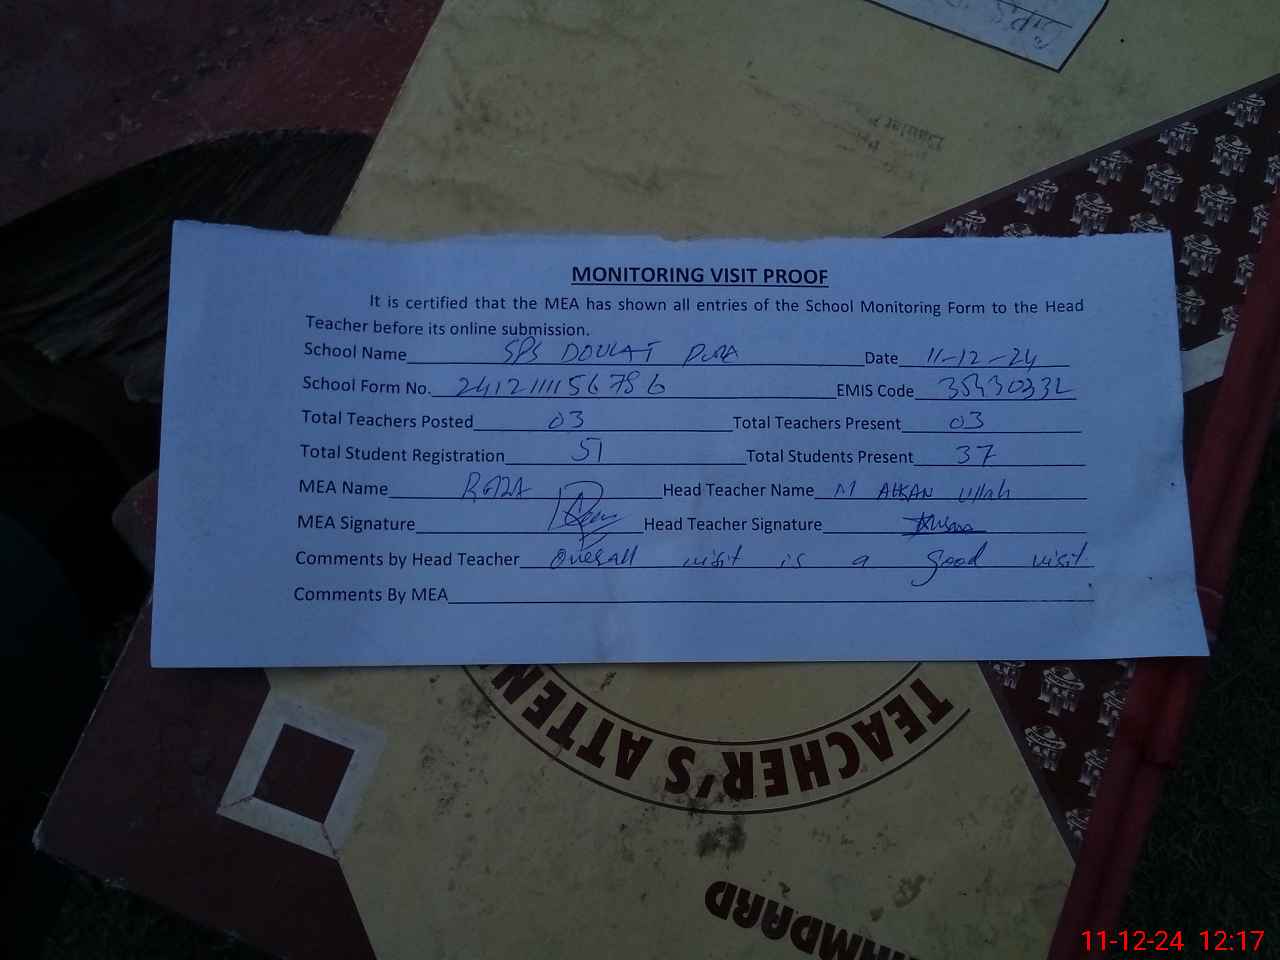 MONITORING VISIT PROOF
It is certified that the MEA has shown all entries of the School Monitoring Form to the Head
Teacher before its online submission.
School Name SPS DOULAT PURA Date 11-12-24
School Form No. 241211115 6786 EMIS Code 35330332
Total Teachers Posted 03 Total Teachers Present 03
Total Student Registration 51 Total Students Present 37
MEA Name RAZA Head Teacher Name M Ullah
MEA Signature Head Teacher Signature
Comments by Head Teacher Overall visit is a good visit
Comments By MEA
TEACHER'S ATTEN
AMDARD
11-12-24 12:17